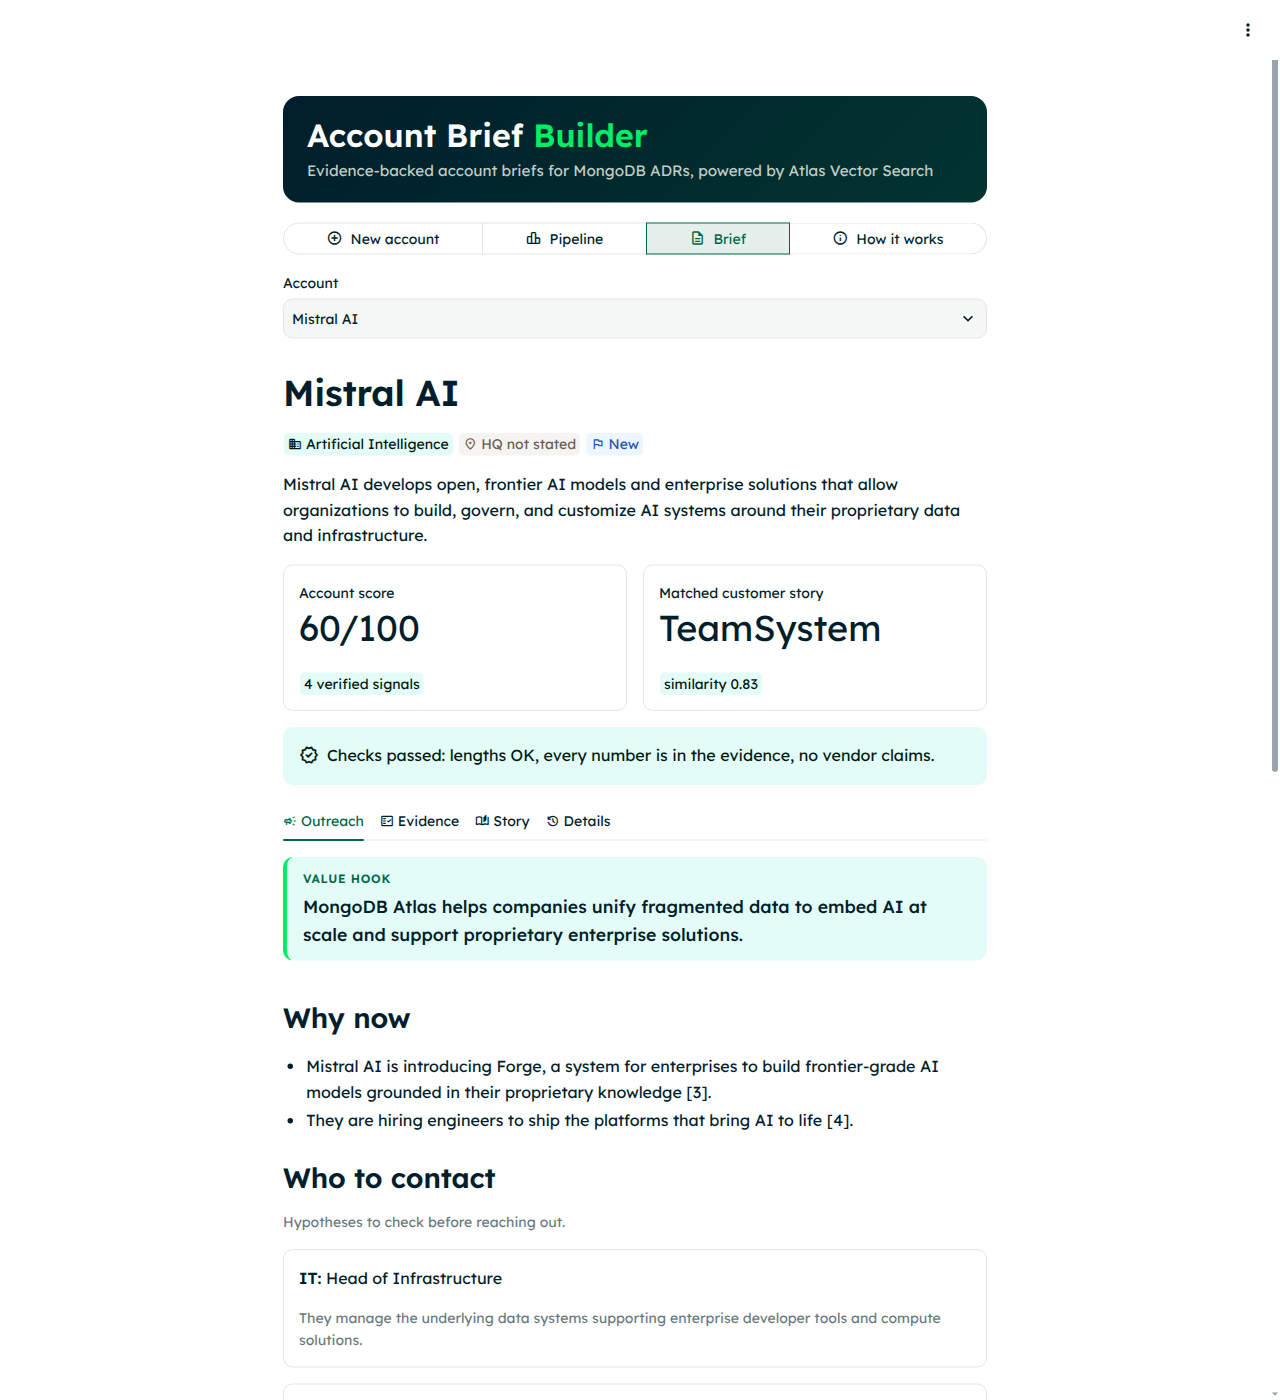 Account Brief Builder
Evidence-backed account briefs for MongoDB ADRs, powered by Atlas Vector Search
New account
Pipeline
Brief
How it works
Account
Mistral AI
Mistral AI
Artificial Intelligence
HQ not stated
New
Mistral AI develops open, frontier AI models and enterprise solutions that allow
organizations to build, govern, and customize AI systems around their proprietary data
and infrastructure.
Account score
60/100
4 verified signals
Matched customer story
TeamSystem
similarity 0.83
Checks passed: lengths OK, every number is in the evidence, no vendor claims.
Outreach
Evidence
Story
Details
VALUE HOOK
MongoDB Atlas helps companies unify fragmented data to embed AI at
scale and support proprietary enterprise solutions.
Why now
• Mistral AI is introducing Forge, a system for enterprises to build frontier-grade AI
models grounded in their proprietary knowledge [3].
• They are hiring engineers to ship the platforms that bring AI to life [4].
Who to contact
Hypotheses to check before reaching out.
IT: Head of Infrastructure
They manage the underlying data systems supporting enterprise developer tools and compute
solutions.